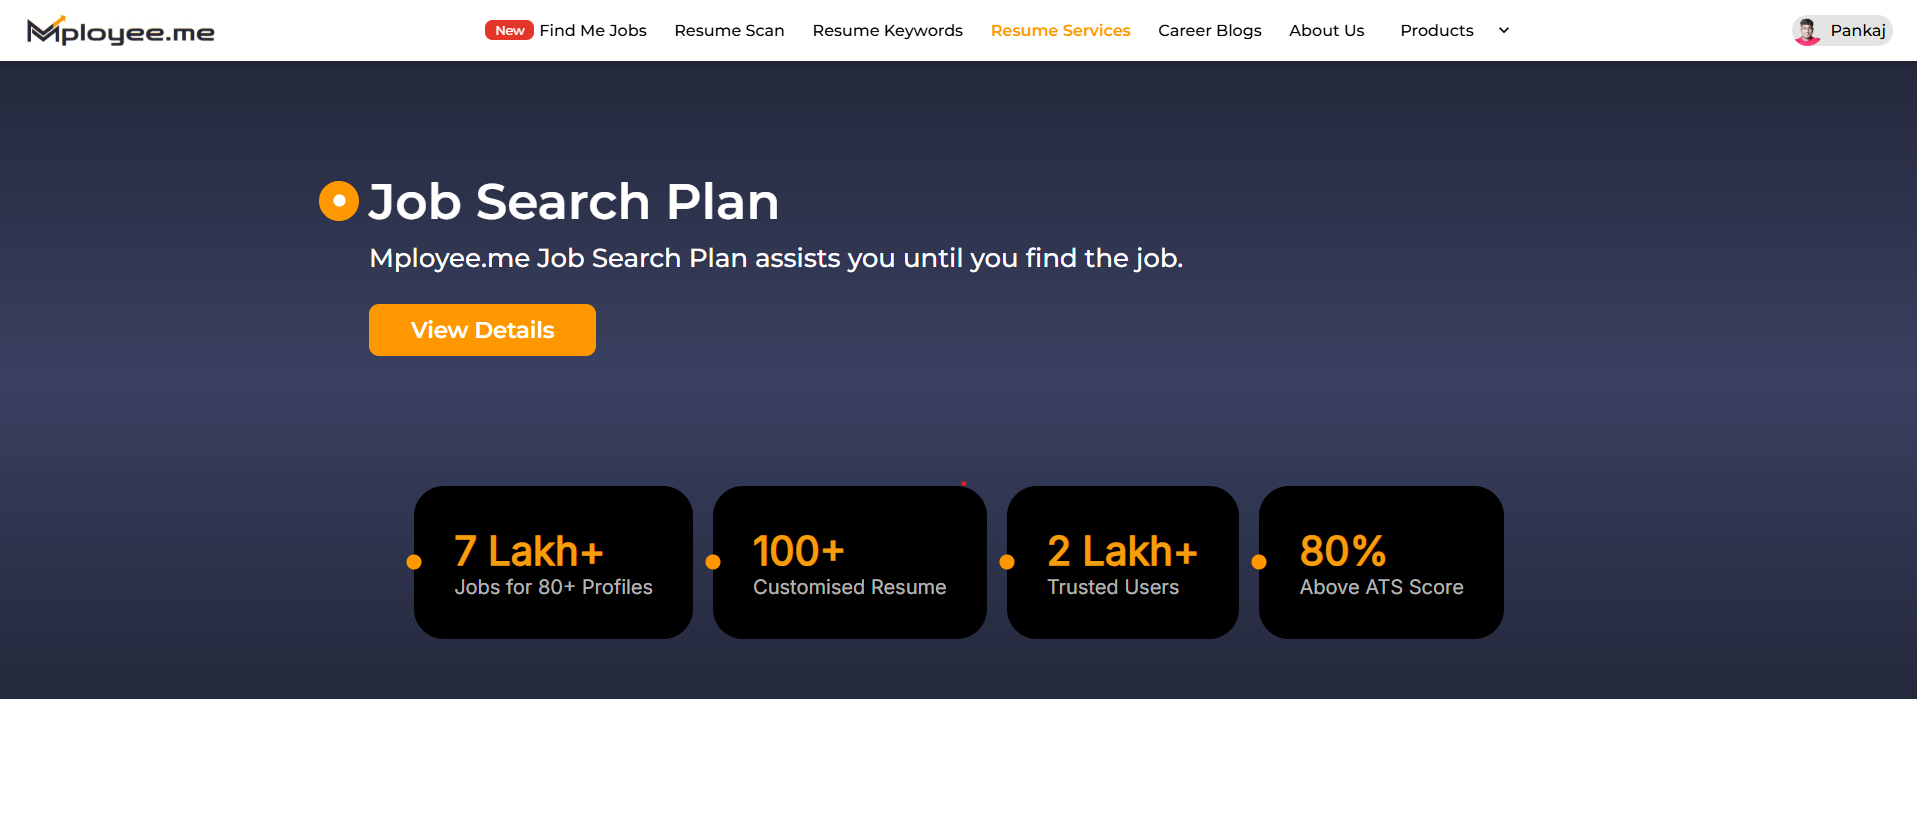 Mployee.me
New Find Me Jobs Resume Scan Resume Keywords Resume Services Career Blogs About Us Products Pankaj
Job Search Plan
Mployee.me Job Search Plan assists you until you find the job.
View Details
7 Lakh+
Jobs for 80+ Profiles
100+
Customised Resume
2 Lakh+
Trusted Users
80%
Above ATS Score